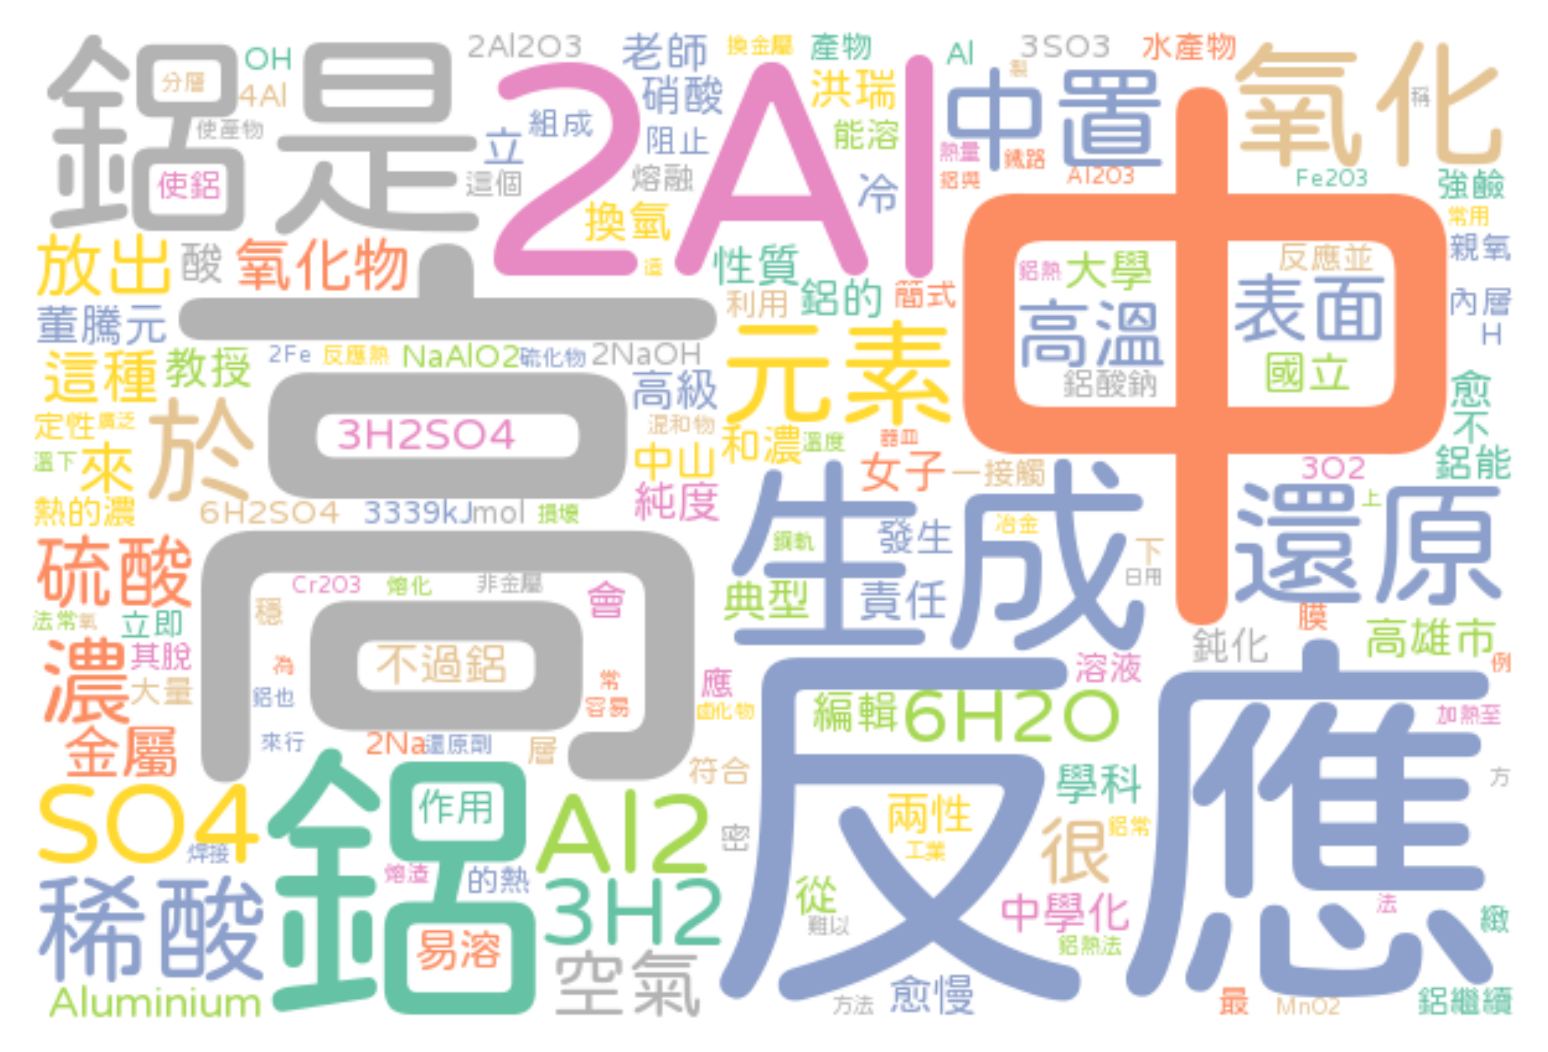 鋁是
分層
OH
4Al
使產物
使鋁
2Al2O3
老師
換金屬
產物
Al
3SO3
水產物
2Al
硝酸
洪瑞
製
中置
氧化
稱
立
組成
阻止
能溶
熱量
鐵路
這個
熔融
冷
鋁與
Al2O3
Fe2O3
強鹼
換氫
常用
中
放出
酸
氧化物
造
性質
鋁熱
大學
反應並
親氧
高
董騰元
利用
鋁的
簡式
高溫
表面
內層
H
這種
教授
2Fe
反應熱
NaAlO2
硫化物
2NaOH
元素
高級
鋁酸鈉
國立
愈
定性
廣泛
於
3H2SO4
混和物
和濃
溫度
器皿
不
溫下
來
中山
女子
一接觸
3O2
鋁能
熱的濃
6H2SO4
3339kJ
mol
損壞
純度
生成
上
還原
硫酸
鋼軌
發生
冶金
下
日用
Cr2O3
熔化
非金屬
會
典型
責任
法常
氧
立即
穩
膜
濃
其脫
大量
為
不過鋁
常
容易
應
鈍化
高雄市
溶液
例
鋁也
鹵化物
編輯
6H2O
加熱至
金屬
來行
2Na
還原劑
層
符合
反應
方
SO4
鋁
作用
Al2
密
兩性
學科
很
鋁常
焊接
工業
稀酸
熔渣
的熱
3H2
從
難以
中學化
法
緻
易溶
空氣
鋁熱法
Aluminium
方法
愈慢
最
MnO2
鋁繼續